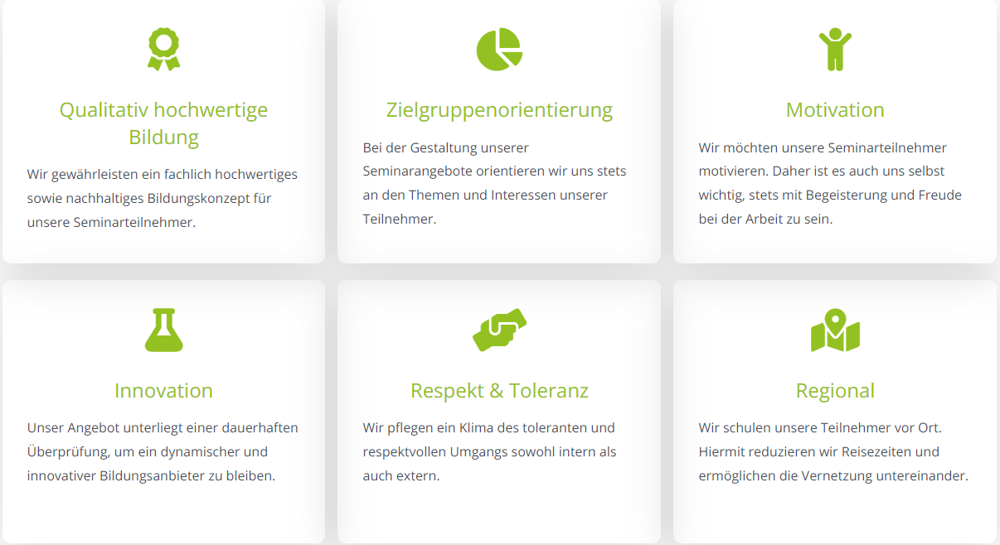 Qualitativ hochwertige
Bildung
Wir gewährleisten ein fachlich hochwertiges
sowie nachhaltiges Bildungskonzept für
unsere Seminarteilnehmer.
Zielgruppenorientierung
Bei der Gestaltung unserer
Seminarangebote orientieren wir uns stets
an den Themen und Interessen unserer
Teilnehmer.
Motivation
Wir möchten unsere Seminarteilnehmer
motivieren. Daher ist es auch uns selbst
wichtig, stets mit Begeisterung und Freude
bei der Arbeit zu sein.
Innovation
Unser Angebot unterliegt einer dauerhaften
Überprüfung, um ein dynamischer und
innovativer Bildungsanbieter zu bleiben.
Respekt & Toleranz
Wir pflegen ein Klima des toleranten und
respektvollen Umgangs sowohl intern als
auch extern.
Regional
Wir schulen unsere Teilnehmer vor Ort.
Hiermit reduzieren wir Reisezeiten und
ermöglichen die Vernetzung untereinander.